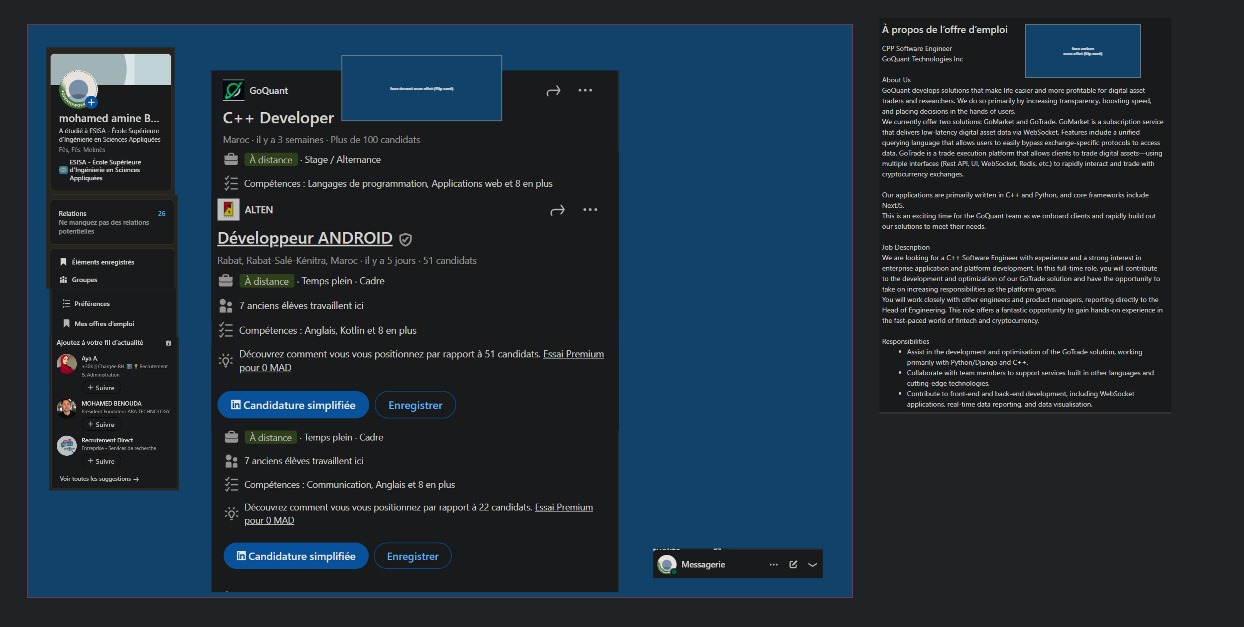 mohamed amine B...
A étudié à ESISA - École Supérieure
d'Ingénierie en Sciences Appliquées
Fès, Fès-Meknès
ESISA - École Supérieure
d'Ingénierie en Sciences
Appliquées
Relations 26
Ne manquez pas des relations
potentielles
Éléments enregistrés
Groupes
Préférences
Mes offres d'emploi
Ajoutez à votre fil d'actualité
Aya A.
Recrutement
& Administration
+ Suivre
MOHAMED BENOUDA
Président Fondateur TECHNOLOGY
+ Suivre
Recrutement Direct
Entreprise • Services de recherche
+ Suivre
Voir toutes les suggestions →
GoQuant
C++ Developer
Maroc · il y a 3 semaines · Plus de 100 candidats
À distance · Stage / Alternance
Compétences : Langages de programmation, Applications web et 8 en plus
ALTEN
Développeur ANDROID
Rabat, Rabat-Salé-Kénitra, Maroc · il y a 5 jours · 51 candidats
À distance · Temps plein · Cadre
7 anciens élèves travaillent ici
Compétences : Anglais, Kotlin et 8 en plus
Découvrez comment vous vous positionnez par rapport à 51 candidats. Essai Premium
pour 0 MAD
Candidature simplifiée
Enregistrer
À distance · Temps plein · Cadre
7 anciens élèves travaillent ici
Compétences : Communication, Anglais et 8 en plus
Découvrez comment vous vous positionnez par rapport à 22 candidats. Essai Premium
pour 0 MAD
Candidature simplifiée
Enregistrer
Messagerie
À propos de l'offre d'emploi
CPP Software Engineer
GoQuant Technologies Inc
About Us
GoQuant develops solutions that make life easier and more profitable for digital asset
traders and researchers. We do so primarily by increasing transparency, boosting speed,
and placing decisions in the hands of users.
We currently offer two solutions: GoMarket and GoTrade. GoMarket is a subscription service
that delivers low-latency digital asset data via WebSocket. Features include a unified
querying language that allows users to easily bypass exchange-specific protocols to access
data. GoTrade is a trade execution platform that allows clients to trade digital assets—using
multiple interfaces (Rest API, UI, WebSocket, Redis, etc.) to rapidly interact and trade with
cryptocurrency exchanges.
Our applications are primarily written in C++ and Python, and core frameworks include
NextJS.
This is an exciting time for the GoQuant team as we onboard clients and rapidly build out
our solutions to meet their needs.
Job Description
We are looking for a C++ Software Engineer with experience and a strong interest in
enterprise application and platform development. In this full-time role, you will contribute
to the development and optimization of our GoTrade solution and have the opportunity to
take on increasing responsibilities as the platform grows.
You will work closely with other engineers and product managers, reporting directly to the
Head of Engineering. This role offers a fantastic opportunity to gain hands-on experience in
the fast-paced world of fintech and cryptocurrency.
Responsibilities
• Assist in the development and optimisation of the GoTrade solution, working
primarily with Python/Django and C++.
• Collaborate with team members to support services built in other languages and
cutting-edge technologies.
• Contribute to front-end and back-end development, including WebSocket
applications, real-time data reporting, and data visualisation.